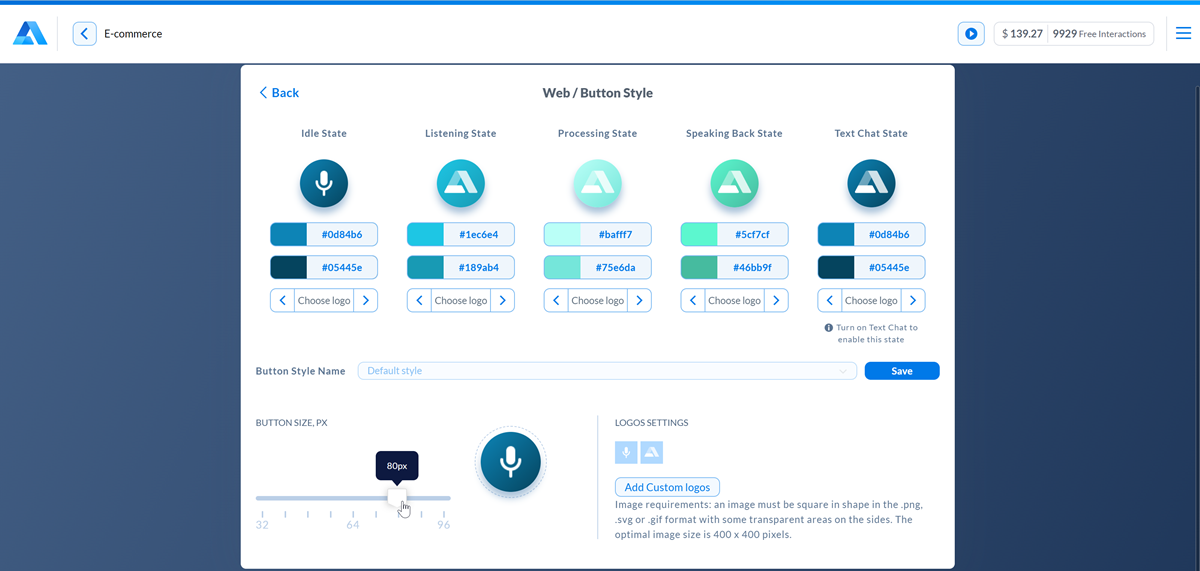 E-commerce
$ 139.27 9929 Free Interactions
Back
Web / Button Style
Idle State Listening State Processing State Speaking Back State Text Chat State
#0d84b6 #1ec6e4 #bafff7 #5cf7cf #0d84b6
#05445e #189ab4 #75e6da #46bb9f #05445e
Choose logo Choose logo Choose logo Choose logo Choose logo
Turn on Text Chat to
enable this state
Button Style Name Default style Save
BUTTON SIZE, PX
80px
32 64 96
LOGOS SETTINGS
Add Custom logos
Image requirements: an image must be square in shape in the .png,
.svg or .gif format with some transparent areas on the sides. The
optimal image size is 400 x 400 pixels.